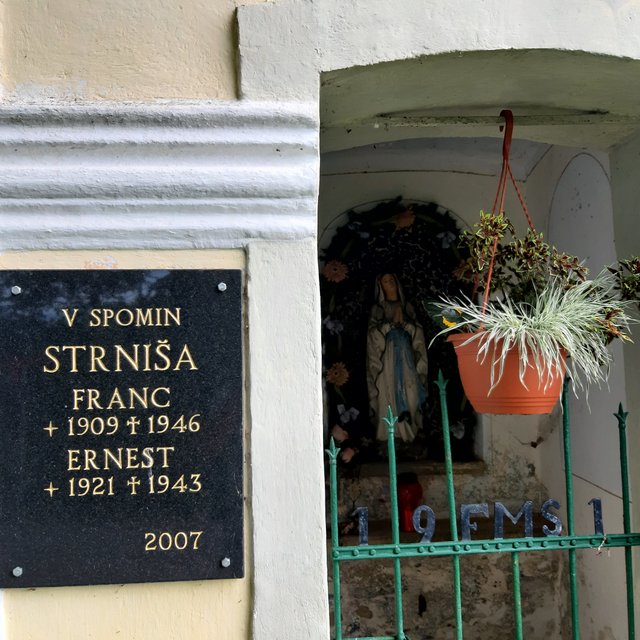 V SPOMIN
STRNIŠA
FRANC
+ 1909 ✝ 1946
ERNEST
+ 1921 ✝ 1943
2007
19 FMS 1